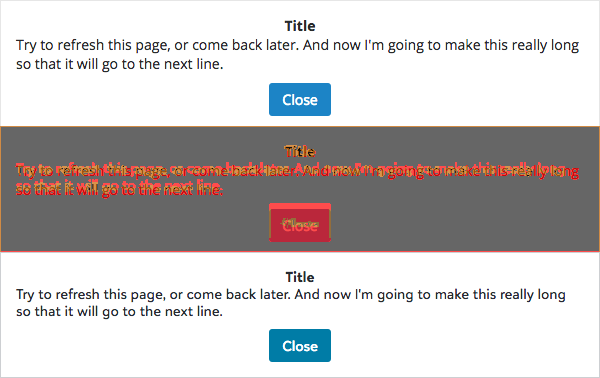 Title
Try to refresh this page, or come back later. And now I'm going to make this really long
so that it will go to the next line.
Close
Title
Try to refresh this page, or come back later. And now I'm going to make this really long
so that it will go to the next line.
Close
Title
Try to refresh this page, or come back later. And now I'm going to make this really long
so that it will go to the next line.
Close